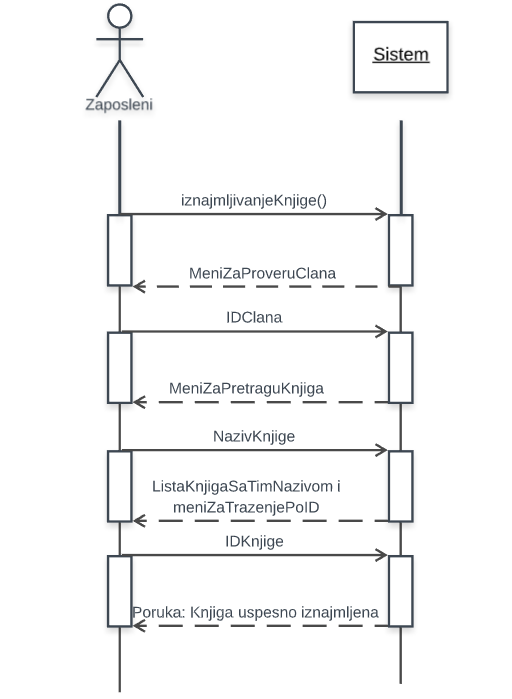 Zaposleni
Sistem
iznajmljivanjeKnjige()
MeniZaProveruClana
IDClana
MeniZaPretraguKnjiga
NazivKnjige
ListaKnjigaSaTimNazivom i
meniZaTrazenjePoID
IDKnjige
Poruka: Knjiga uspesno iznajmljena